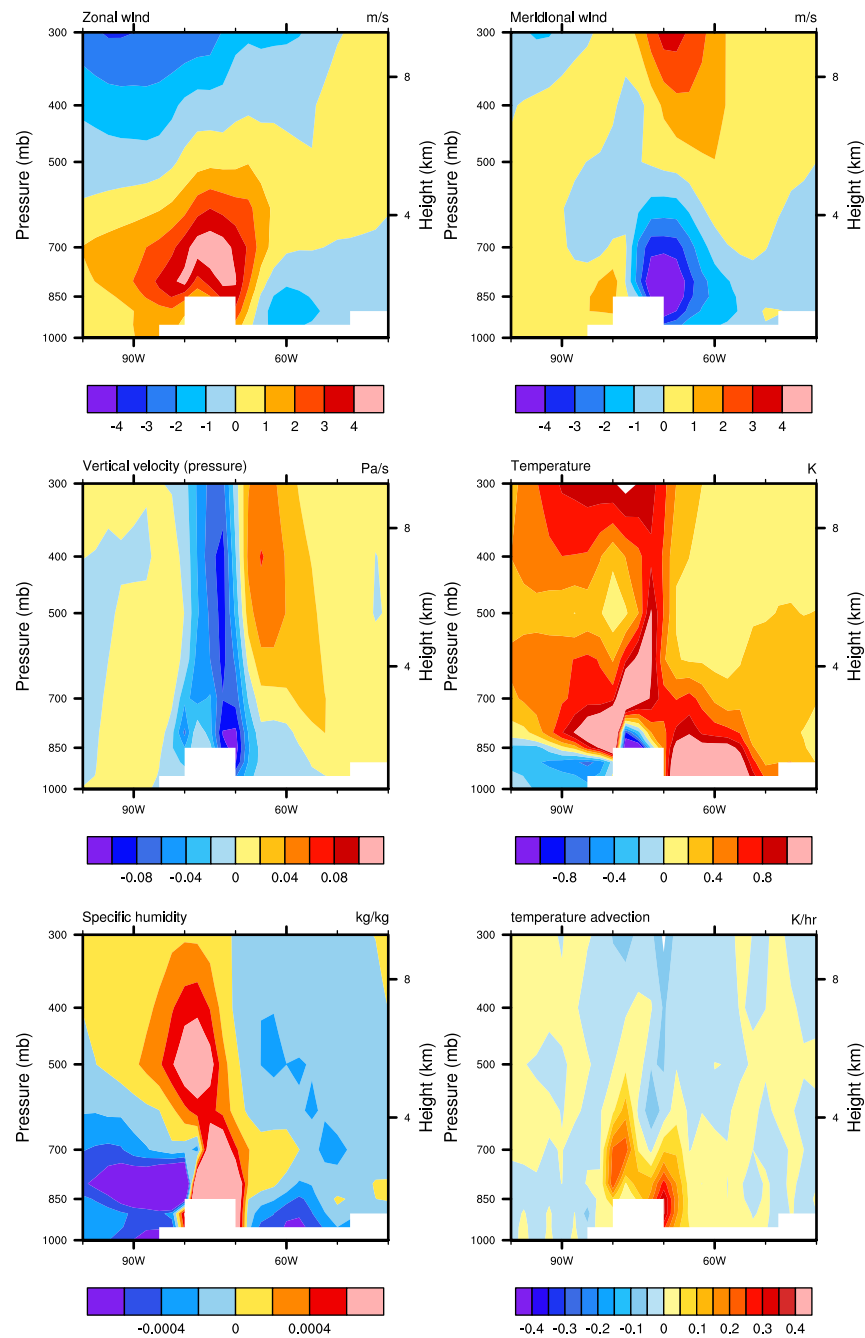 Zonal wind m/s
300
400
500
700
850
1000
Pressure (mb)
8
4
Height (km)
90W 60W
-4 -3 -2 -1 0 1 2 3 4
Meridional wind m/s
300
400
500
700
850
1000
Pressure (mb)
8
4
Height (km)
90W 60W
-4 -3 -2 -1 0 1 2 3 4
Vertical velocity (pressure) Pa/s
300
400
500
700
850
1000
Pressure (mb)
8
4
Height (km)
90W 60W
-0.08 -0.04 0 0.04 0.08
Temperature K
300
400
500
700
850
1000
Pressure (mb)
8
4
Height (km)
90W 60W
-0.8 -0.4 0 0.4 0.8
Specific humidity kg/kg
300
400
500
700
850
1000
Pressure (mb)
8
4
Height (km)
90W 60W
-0.0004 0 0.0004
temperature advection K/hr
300
400
500
700
850
1000
Pressure (mb)
8
4
Height (km)
90W 60W
-0.4 -0.3 -0.2 -0.1 0 0.1 0.2 0.3 0.4